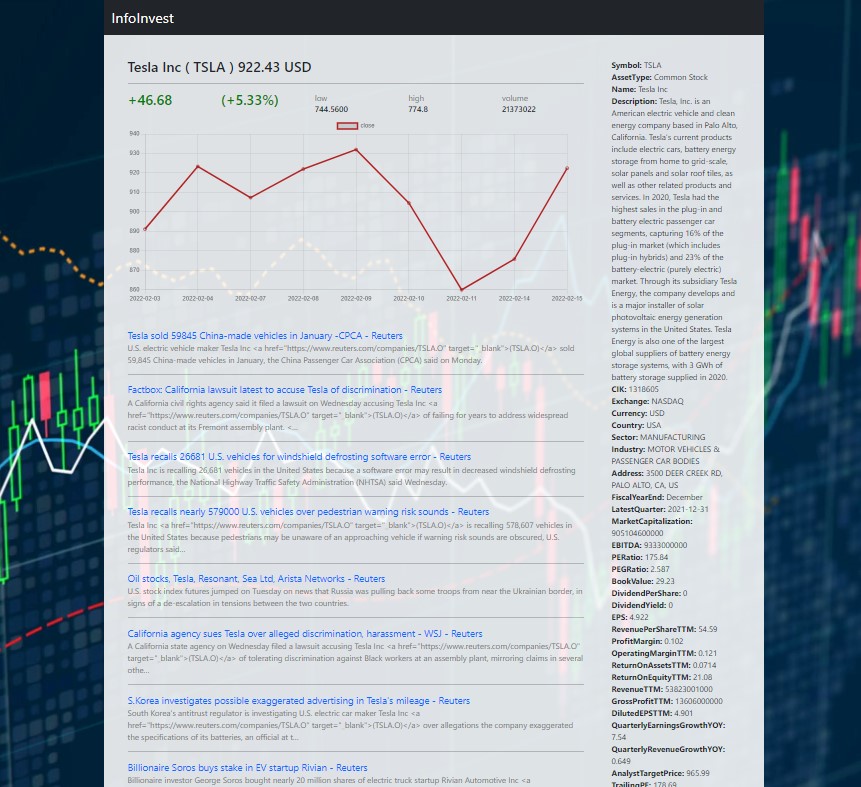 InfoInvest
Tesla Inc ( TSLA ) 922.43 USD
+46.68 (+5.33%) low high volume
744.5600 774.8 21373022
close
940
930
920
910
900
890
880
870
860
2022-02-03 2022-02-04 2022-02-07 2022-02-08 2022-02-09 2022-02-10 2022-02-11 2022-02-14 2022-02-15
Tesla sold 59845 China-made vehicles in January -CPCA - Reuters
U.S. electric vehicle maker Tesla Inc <a href="https://www.reuters.com/companies/TSLA.O" target="_blank">(TSLA.O)</a> sold
59,845 China-made vehicles in January, the China Passenger Car Association (CPCA) said on Monday.
Factbox: California lawsuit latest to accuse Tesla of discrimination - Reuters
A California civil rights agency said it filed a lawsuit on Wednesday accusing Tesla Inc <a
href="https://www.reuters.com/companies/TSLA.O" target="_blank">(TSLA.O)</a> of failing for years to address widespread
racist conduct at its Fremont assembly plant. <...
Tesla recalls 26681 U.S. vehicles for windshield defrosting software error - Reuters
Tesla Inc is recalling 26,681 vehicles in the United States because a software error may result in decreased windshield defrosting
performance, the National Highway Traffic Safety Administration (NHTSA) said Wednesday.
Tesla recalls nearly 579000 U.S. vehicles over pedestrian warning risk sounds - Reuters
Tesla Inc <a href="https://www.reuters.com/companies/TSLA.O" target="_blank">(TSLA.O)</a> is recalling 578,607 vehicles in
the United States because pedestrians may be unaware of an approaching vehicle if warning risk sounds are obscured, U.S.
regulators said...
Oil stocks, Tesla, Resonant, Sea Ltd, Arista Networks - Reuters
U.S. stock index futures jumped on Tuesday on news that Russia was pulling back some troops from near the Ukrainian border, in
signs of a de-escalation in tensions between the two countries.
California agency sues Tesla over alleged discrimination, harassment - WSJ - Reuters
A California state agency on Wednesday filed a lawsuit accusing Tesla Inc <a href="https://www.reuters.com/companies/TSLA.O"
target="_blank">(TSLA.O)</a> of tolerating discrimination against Black workers at an assembly plant, mirroring claims in several
othe...
S.Korea investigates possible exaggerated advertising in Tesla's mileage - Reuters
South Korea's antitrust regulator is investigating U.S. electric car maker Tesla Inc <a
href="https://www.reuters.com/companies/TSLA.O" target="_blank">(TSLA.O)</a> over allegations the company exaggerated
the specifications of its batteries, an official at t...
Billionaire Soros buys stake in EV startup Rivian - Reuters
Billionaire investor George Soros bought nearly 20 million shares of electric truck startup Rivian Automotive Inc <a
Symbol: TSLA
AssetType: Common Stock
Name: Tesla Inc
Description: Tesla, Inc. is an
American electric vehicle and clean
energy company based in Palo Alto,
California. Tesla's current products
include electric cars, battery energy
storage from home to grid-scale,
solar panels and solar roof tiles, as
well as other related products and
services. In 2020, Tesla had the
highest sales in the plug-in and
battery electric passenger car
segments, capturing 16% of the
plug-in market (which includes
plug-in hybrids) and 23% of the
battery-electric (purely electric)
market. Through its subsidiary Tesla
Energy, the company develops and
is a major installer of solar
photovoltaic energy generation
systems in the United States. Tesla
Energy is also one of the largest
global suppliers of battery energy
storage systems, with 3 GWh of
battery storage supplied in 2020.
CIK: 1318605
Exchange: NASDAQ
Currency: USD
Country: USA
Sector: MANUFACTURING
Industry: MOTOR VEHICLES &
PASSENGER CAR BODIES
Address: 3500 DEER CREEK RD,
PALO ALTO, CA, US
FiscalYearEnd: December
LatestQuarter: 2021-12-31
MarketCapitalization:
905104600000
EBITDA: 9333000000
PERatio: 175.84
PEGRatio: 2.587
BookValue: 29.23
DividendPerShare: 0
DividendYield: 0
EPS: 4.922
RevenuePerShareTTM: 54.59
ProfitMargin: 0.102
OperatingMarginTTM: 0.121
ReturnOnAssetsTTM: 0.0714
ReturnOnEquityTTM: 21.08
RevenueTTM: 53823001000
GrossProfitTTM: 13606000000
DilutedEPSTTM: 4.901
QuarterlyEarningsGrowthYOY:
7.54
QuarterlyRevenueGrowthYOY:
0.649
AnalystTargetPrice: 965.99
TrailingPE: 178.69